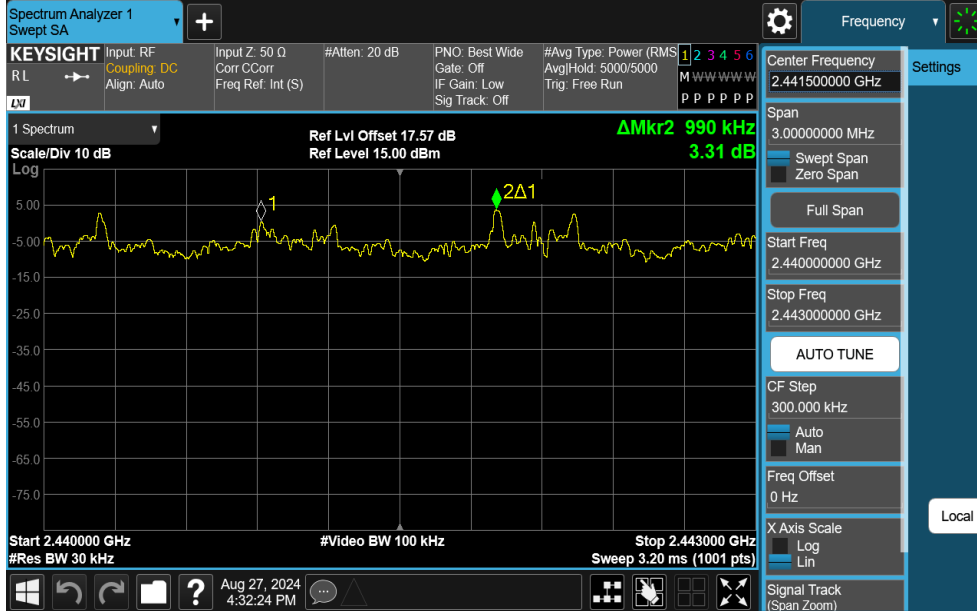 Spectrum Analyzer 1
Swept SA
Frequency
KEYSIGHT
RL
LXI
Input: RF
Coupling: DC
Align: Auto
Input Z: 50 Ω
Corr CCorr
Freq Ref: Int (S)
#Atten: 20 dB
PNO: Best Wide
Gate: Off
IF Gain: Low
Sig Track: Off
#Avg Type: Power (RMS
Avg|Hold: 5000/5000
Trig: Free Run
1 2 3 4 5 6
M W W W W W
P P P P P P
1 Spectrum
Scale/Div 10 dB
Log
Ref Lvl Offset 17.57 dB
Ref Level 15.00 dBm
ΔMkr2 990 kHz
3.31 dB
1
2Δ1
5.00
-5.00
-15.0
-25.0
-35.0
-45.0
-55.0
-65.0
-75.0
Start 2.440000 GHz
#Res BW 30 kHz
#Video BW 100 kHz
Stop 2.443000 GHz
Sweep 3.20 ms (1001 pts)
Center Frequency
2.441500000 GHz
Span
3.00000000 MHz
Swept Span
Zero Span
Full Span
Start Freq
2.440000000 GHz
Stop Freq
2.443000000 GHz
AUTO TUNE
CF Step
300.000 kHz
Auto
Man
Freq Offset
0 Hz
X Axis Scale
Log
Lin
Signal Track
(Span Zoom)
Settings
Local
?
Aug 27, 2024
4:32:24 PM